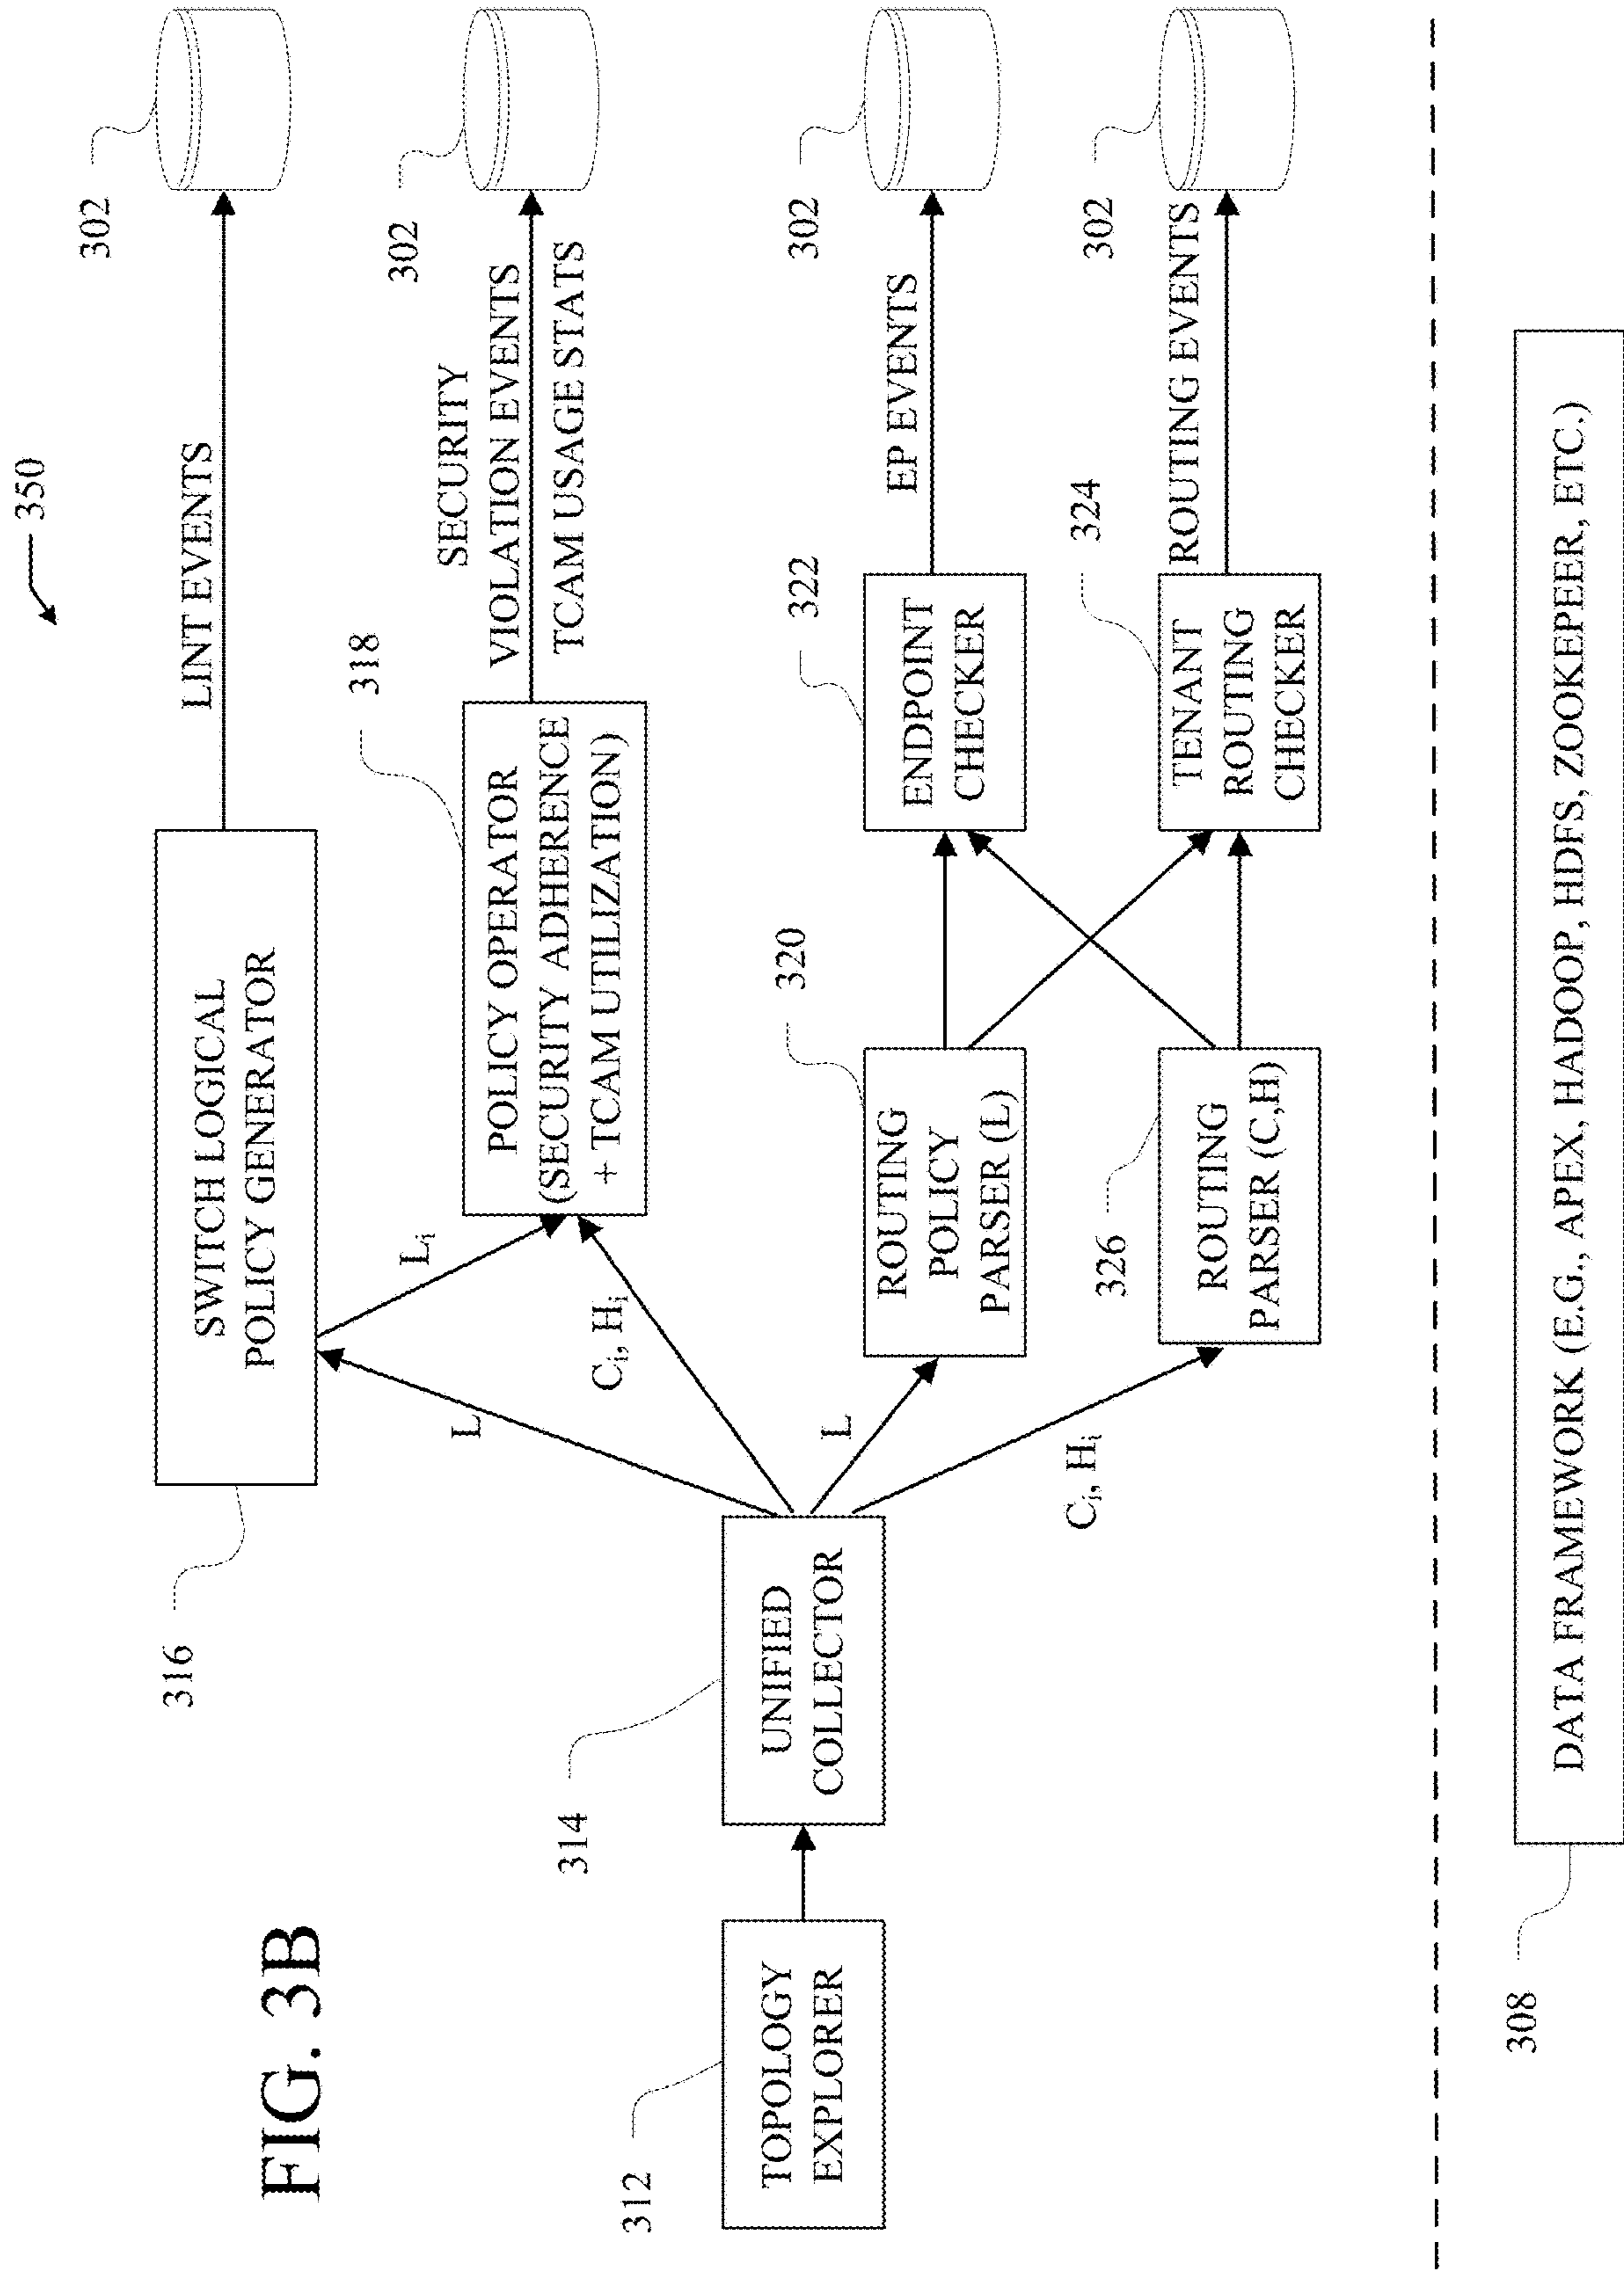 FIG. 3B
350
302
LINT EVENTS
SWITCH LOGICAL
POLICY GENERATOR
316
302
SECURITY
VIOLATION EVENTS
TCAM USAGE STATS
318
POLICY OPERATOR
(SECURITY ADHERENCE
+ TCAM UTILIZATION)
L
Li
Ci, Hi
312
TOPOLOGY
EXPLORER
314
UNIFIED
COLLECTOR
L
Ci, Hi
320
ROUTING
POLICY
PARSER (L)
326
ROUTING
PARSER (C,H)
322
ENDPOINT
CHECKER
EP EVENTS
302
324
TENANT
ROUTING
CHECKER
ROUTING EVENTS
302
308
DATA FRAMEWORK (E.G., APEX, HADOOP, HDFS, ZOOKEPEER, ETC.)